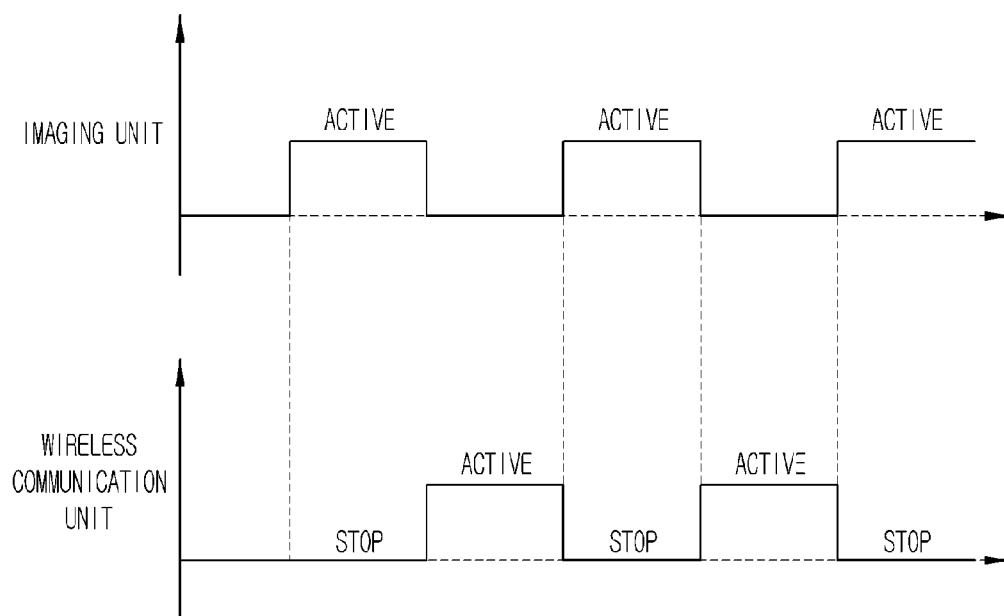 ACTIVE ACTIVE ACTIVE
IMAGING UNIT
ACTIVE ACTIVE
WIRELESS
COMMUNICATION
UNIT
STOP STOP STOP